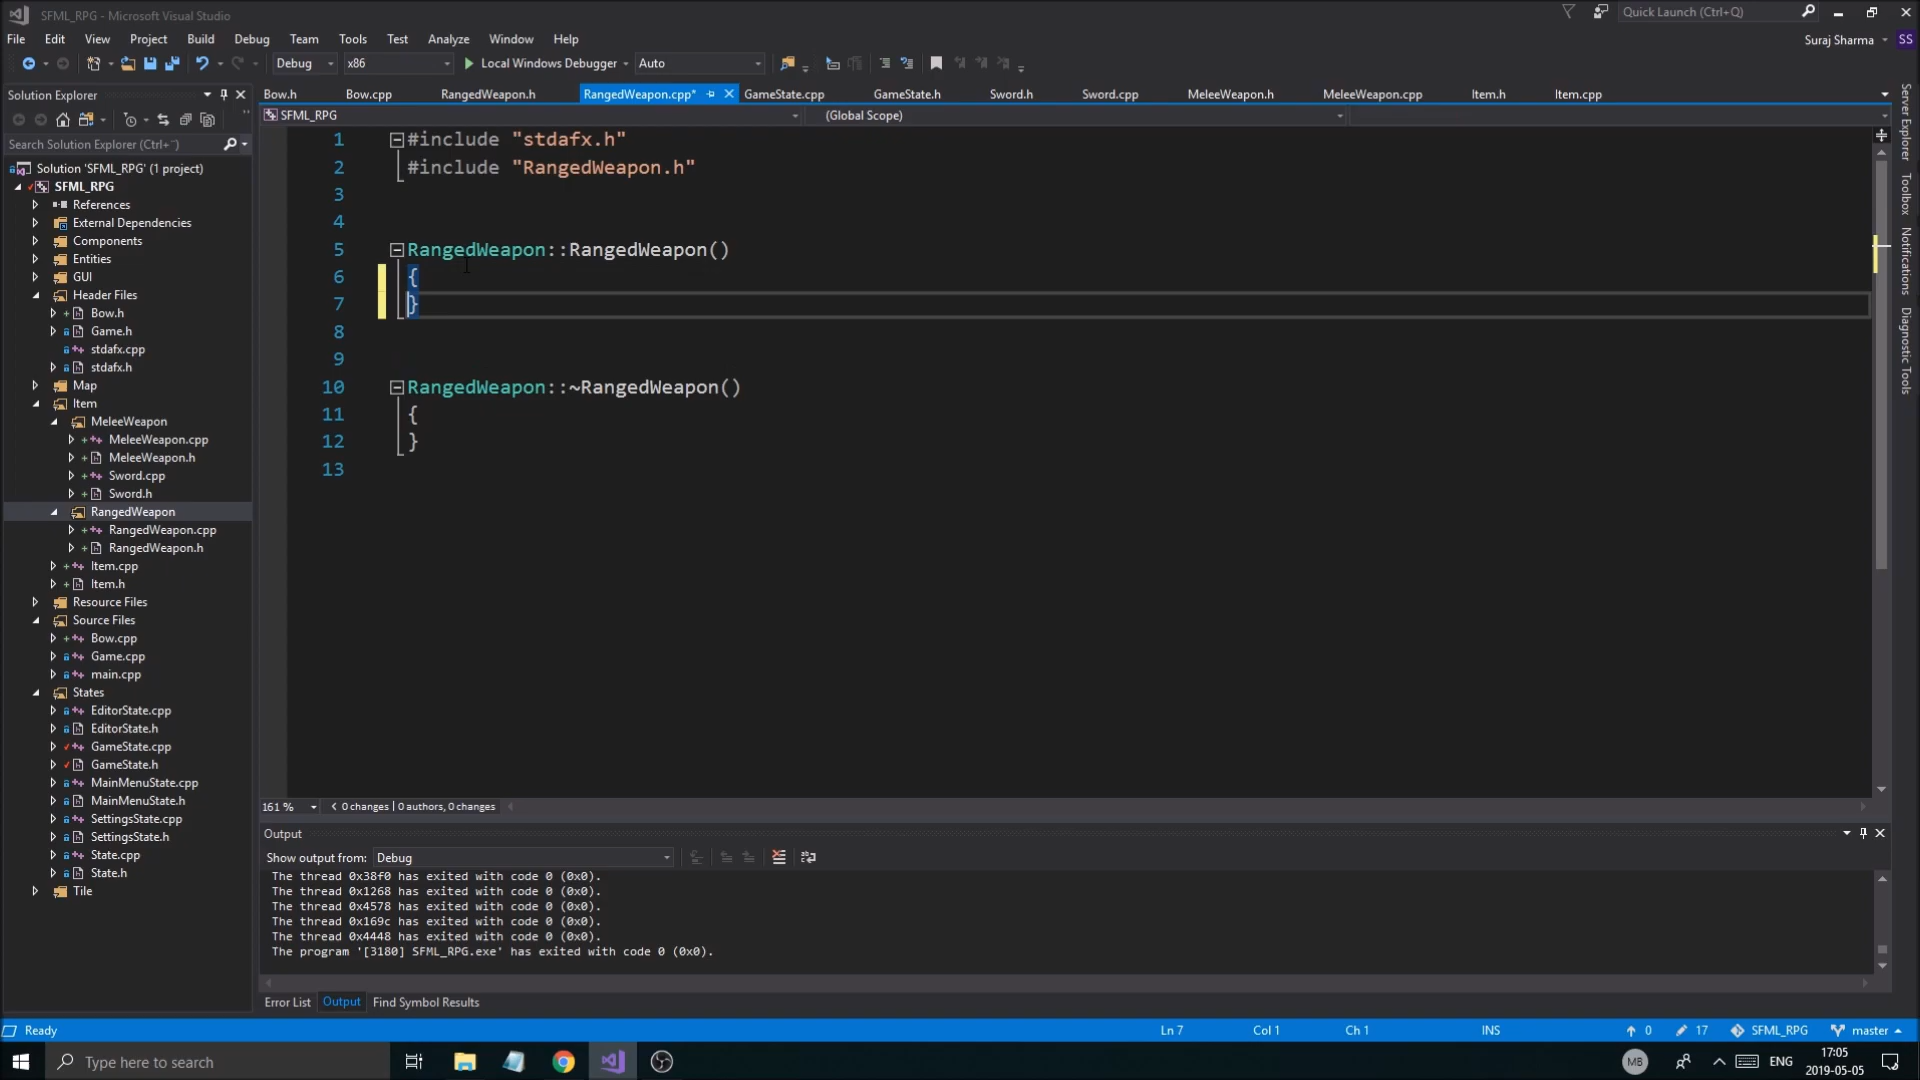 SFML_RPG - Microsoft Visual Studio
Quick Launch (Ctrl+Q)
File Edit View Project Build Debug Team Tools Test Analyze Window Help
Suraj Sharma SS
Debug x86 Local Windows Debugger Auto
Solution Explorer
Bow.h Bow.cpp RangedWeapon.h RangedWeapon.cpp* GameState.cpp GameState.h Sword.h Sword.cpp MeleeWeapon.h MeleeWeapon.cpp Item.h Item.cpp
SFML_RPG (Global Scope)
Search Solution Explorer (Ctrl+¨)
Solution 'SFML_RPG' (1 project)
SFML_RPG
References
External Dependencies
Components
Entities
GUI
Header Files
Bow.h
Game.h
stdafx.cpp
stdafx.h
Map
Item
MeleeWeapon
MeleeWeapon.cpp
MeleeWeapon.h
Sword.cpp
Sword.h
RangedWeapon
RangedWeapon.cpp
RangedWeapon.h
Item.cpp
Item.h
Resource Files
Source Files
Bow.cpp
Game.cpp
main.cpp
States
EditorState.cpp
EditorState.h
GameState.cpp
GameState.h
MainMenuState.cpp
MainMenuState.h
SettingsState.cpp
SettingsState.h
State.cpp
State.h
Tile
1 #include "stdafx.h"
2 #include "RangedWeapon.h"
3
4
5 RangedWeapon::RangedWeapon()
6 {
7 }
8
9
10 RangedWeapon::~RangedWeapon()
11 {
12 }
13
Server Explorer
Toolbox
Notifications
Diagnostic Tools
161 % 0 changes | 0 authors, 0 changes
Output
Show output from: Debug
The thread 0x38f0 has exited with code 0 (0x0).
The thread 0x1268 has exited with code 0 (0x0).
The thread 0x4578 has exited with code 0 (0x0).
The thread 0x169c has exited with code 0 (0x0).
The thread 0x4448 has exited with code 0 (0x0).
The program '[3180] SFML_RPG.exe' has exited with code 0 (0x0).
Error List Output Find Symbol Results
Ready Ln 7 Col 1 Ch 1 INS 0 17 SFML_RPG master
Type here to search
MB ENG 17:05
2019-05-05